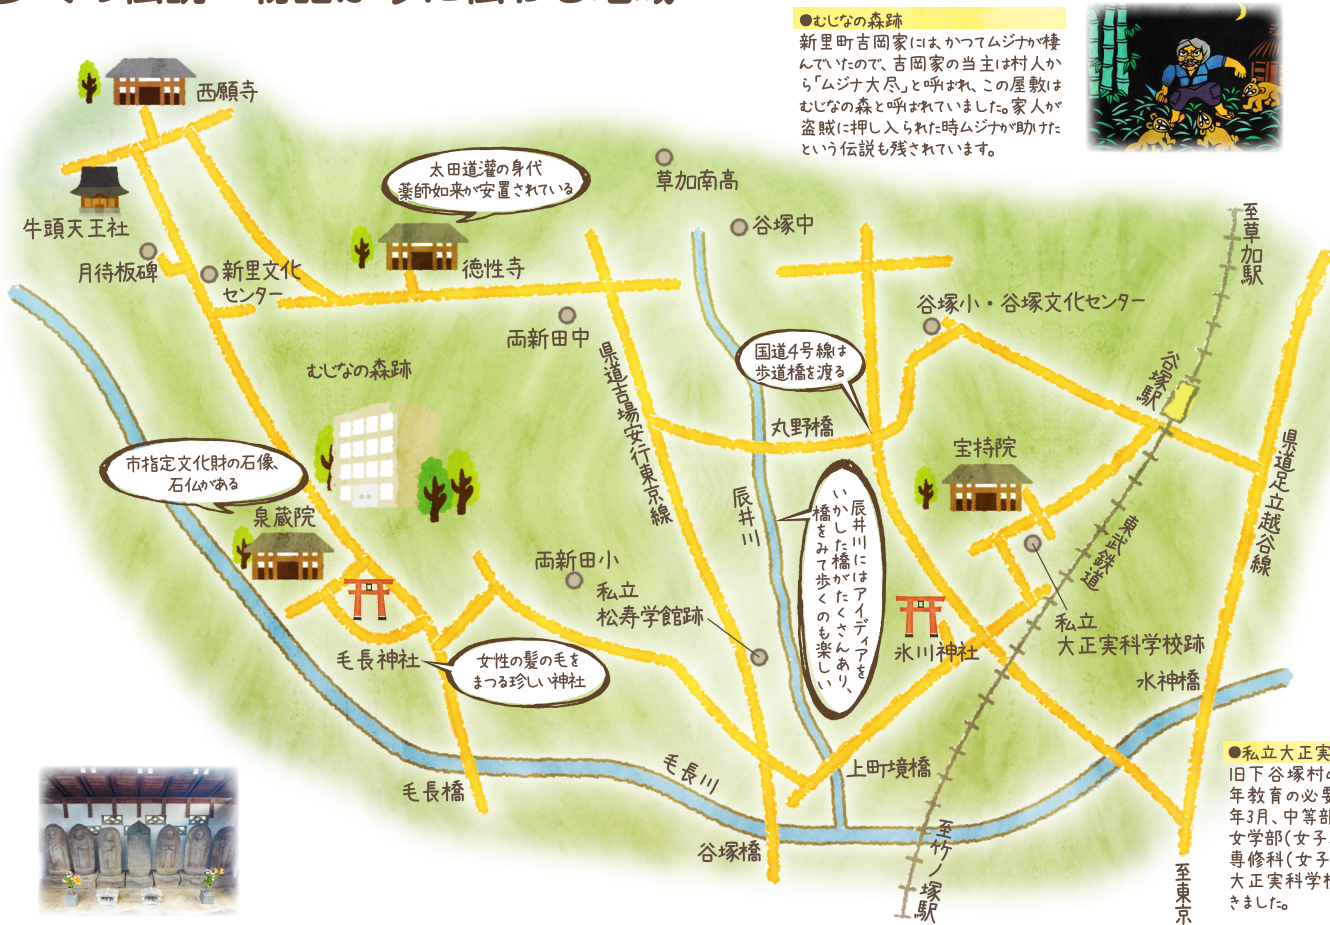 ●むじなの森跡
新里町吉岡家には、かつてムジナが棲
んでいたので、吉岡家の当主は村人か
ら「ムジナ大尽」と呼ばれ、この屋敷は
むじなの森と呼ばれていました。家人が
盗賊に押し入られた時ムジナが助けた
という伝説も残されています。
西願寺
太田道灌の身代
薬師如来が安置されている
草加南高
谷塚中
至草加駅
牛頭天王社
月待板碑
新里文化
センター
徳性寺
両新田中
谷塚小・谷塚文化センター
むじなの森跡
県道吉場安行東京線
国道4号線は
歩道橋を渡る
谷塚駅
丸野橋
宝持院
県道足立越谷線
市指定文化財の石像、
石仏がある
泉蔵院
辰井川
辰井川にはアイディアを
いかした橋がたくさんあり、
橋をみて歩くのも楽しい
東武鉄道
両新田小
私立
松寿学館跡
毛長神社
女性の髪の毛を
まつる珍しい神社
氷川神社
私立
大正実科学校跡
水神橋
毛長橋
毛長川
上町境橋
谷塚橋
至竹ノ塚駅
至東京
●私立大正実
旧下谷塚村の
年教育の必要
年3月、中等部
女学部(女子
専修科(女子
大正実科学校
きました。